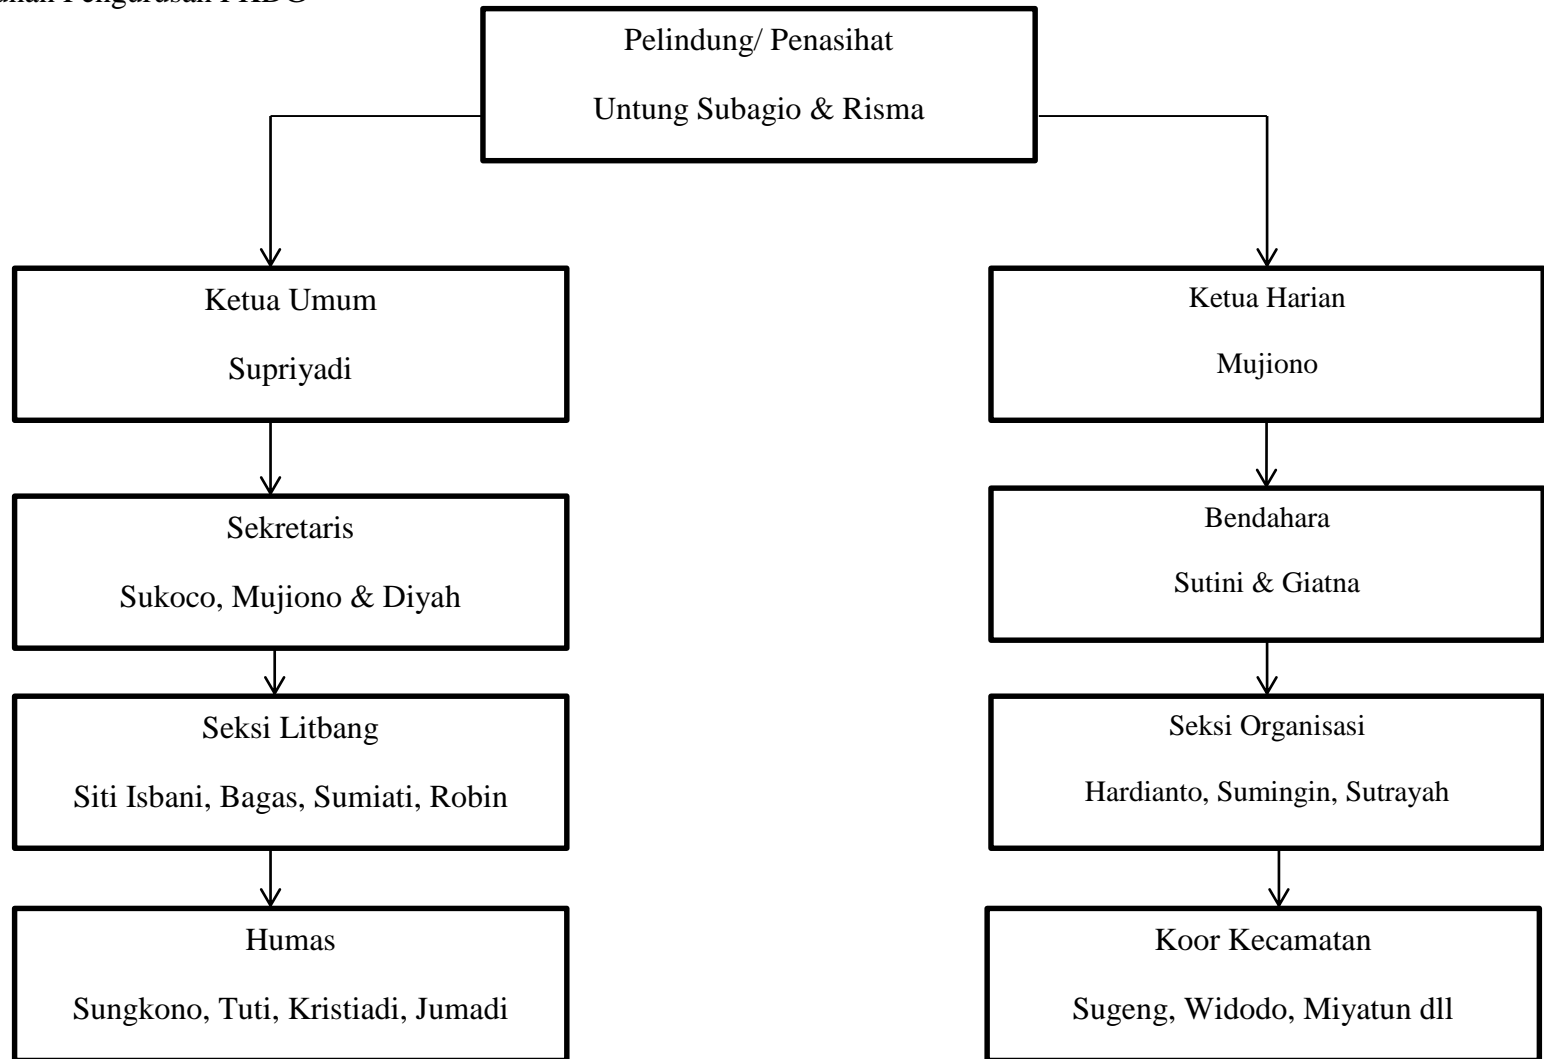 Pengurusan
Pelindung/ Penasihat
Untung Subagio & Risma
Ketua Umum
Supriyadi
Ketua Harian
Mujiono
Sekretaris
Sukoco, Mujiono & Diyah
Bendahara
Sutini & Giatna
Seksi Litbang
Siti Isbani, Bagas, Sumiati, Robin
Seksi Organisasi
Hardianto, Sumingin, Sutrayah
Humas
Sungkono, Tuti, Kristiadi, Jumadi
Koor Kecamatan
Sugeng, Widodo, Miyatun dll